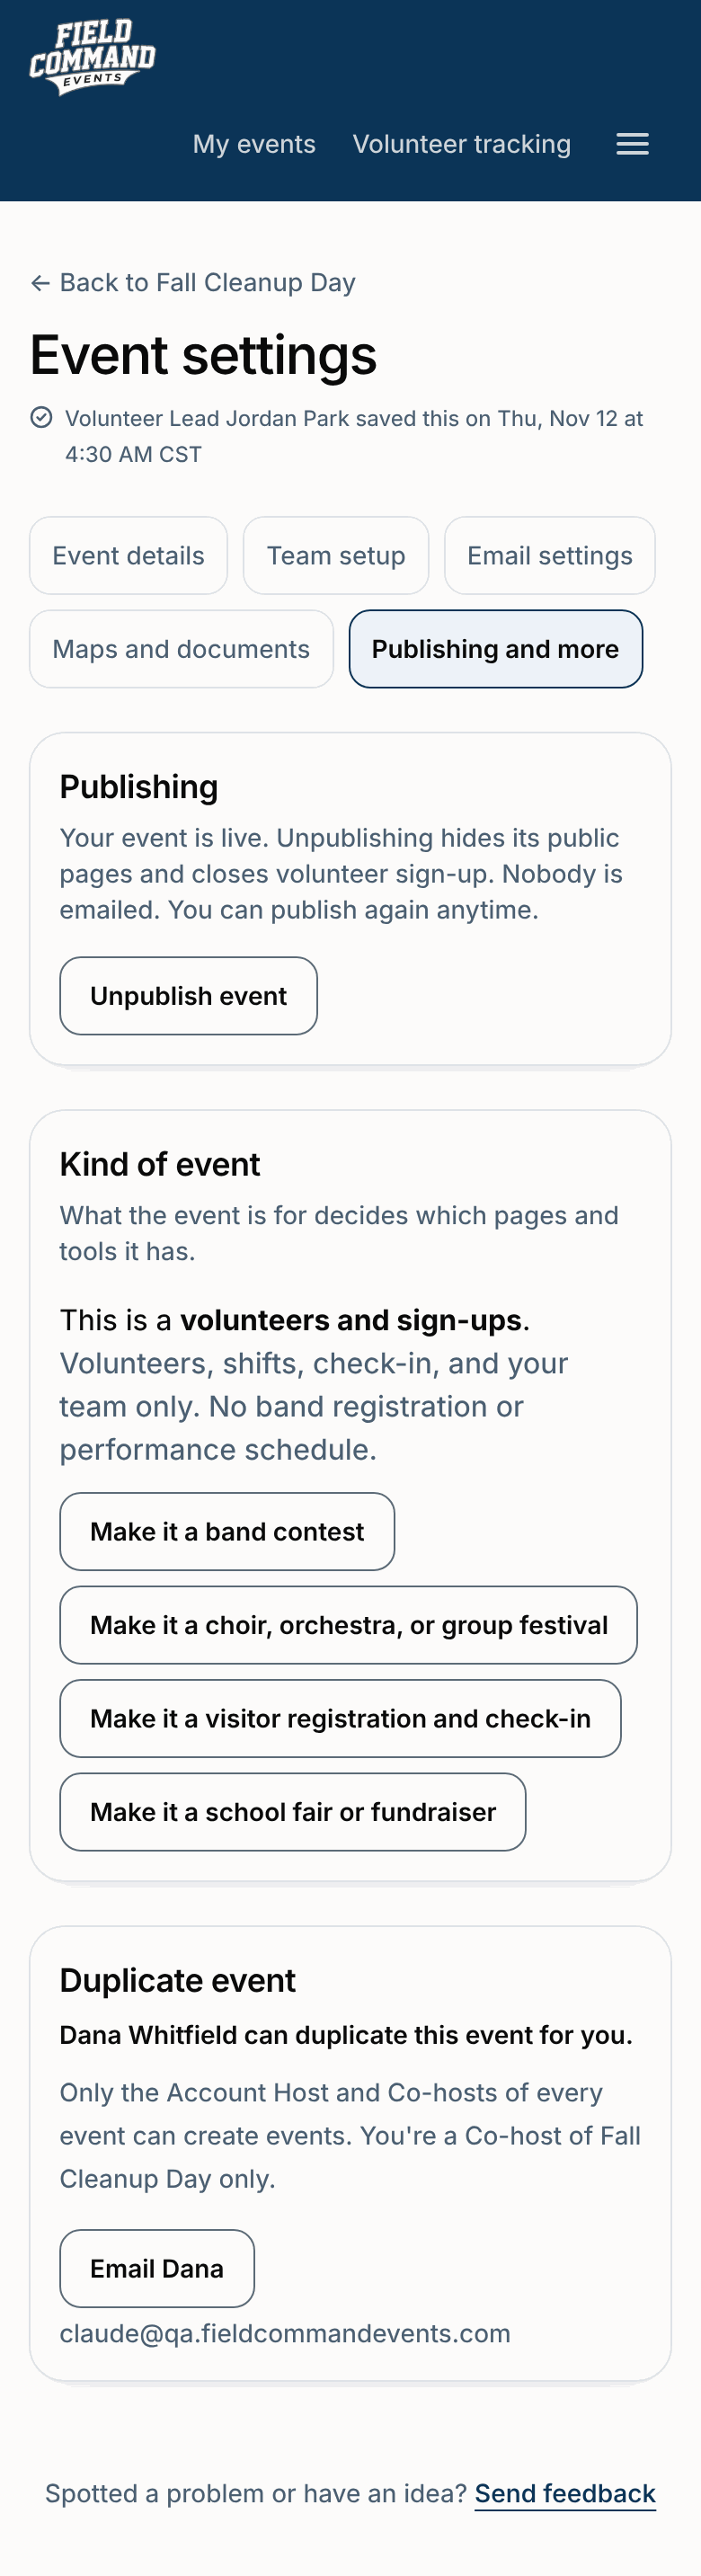 FIELD
COMMAND
EVENTS
My events
Volunteer tracking
← Back to Fall Cleanup Day
Event settings
Volunteer Lead Jordan Park saved this on Thu, Nov 12 at
4:30 AM CST
Event details
Team setup
Email settings
Maps and documents
Publishing and more
Publishing
Your event is live. Unpublishing hides its public
pages and closes volunteer sign-up. Nobody is
emailed. You can publish again anytime.
Unpublish event
Kind of event
What the event is for decides which pages and
tools it has.
This is a volunteers and sign-ups.
Volunteers, shifts, check-in, and your
team only. No band registration or
performance schedule.
Make it a band contest
Make it a choir, orchestra, or group festival
Make it a visitor registration and check-in
Make it a school fair or fundraiser
Duplicate event
Dana Whitfield can duplicate this event for you.
Only the Account Host and Co-hosts of every
event can create events. You're a Co-host of Fall
Cleanup Day only.
Email Dana
claude@qa.fieldcommandevents.com
Spotted a problem or have an idea? Send feedback